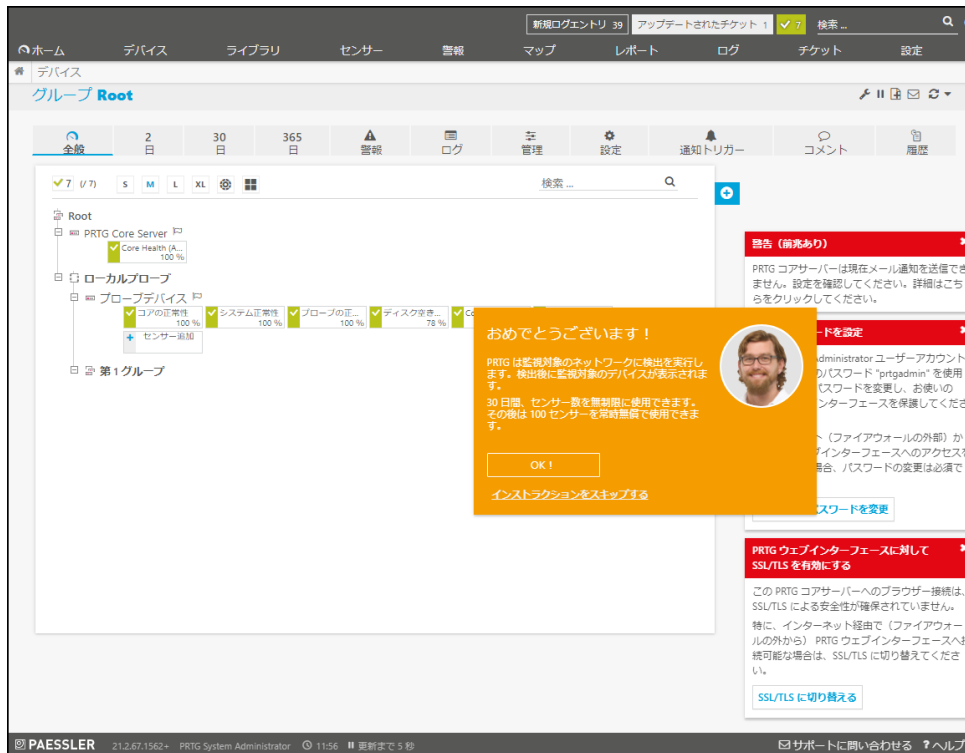 新規ログエントリ 39 アップデートされたチケット 1 7 検索 ...
ホーム デバイス ライブラリ センサー 警報 マップ レポート ログ チケット 設定
デバイス
グループ Root
全般
2 日
30 日
365 日
警報
ログ
管理
設定
通知トリガー
コメント
履歴
7 (/ 7) S M L XL 検索 ...
Root
PRTG Core Server
Core Health (A...
100 %
ローカルプローブ
プローブデバイス
コアの正常性
100 %
システム正常性
100 %
プローブの正...
100 %
ディスク空き...
78 %
センサー追加
第 1 グループ
おめでとうございます！
PRTG は監視対象のネットワークに検出を実行し
ます。検出後に監視対象のデバイスが表示されま
す。
30 日間、センサー数を無制限に使用できます。
その後は 100 センサーを常時無償で使用できま
す。
OK！
インストラクションをスキップする
警告（前兆あり）
PRTG コアサーバーは現在メール通知を送信でき
ません。設定を確認してください。詳細はこち
らをクリックしてください。
ードを設定
Administrator ユーザーアカウント
のパスワード "prtgadmin" を使用
パスワードを変更し、お使いの
ンターフェースを保護してくださ
（ファイアウォールの外部）か
インターフェースへのアクセスを
場合、パスワードの変更は必須で
スワードを変更
PRTG ウェブインターフェースに対して
SSL/TLS を有効にする
この PRTG コアサーバーへのブラウザー接続は、
SSL/TLS による安全性が確保されていません。
特に、インターネット経由で（ファイアウォー
ルの外から） PRTG ウェブインターフェースへ
続可能な場合は、SSL/TLS に切り替えてくださ
い。
SSL/TLS に切り替える
PAESSLER 21.2.67.1562+ PRTG System Administrator 11:56 更新まで 5 秒 サポートに問い合わせる ? ヘルプ